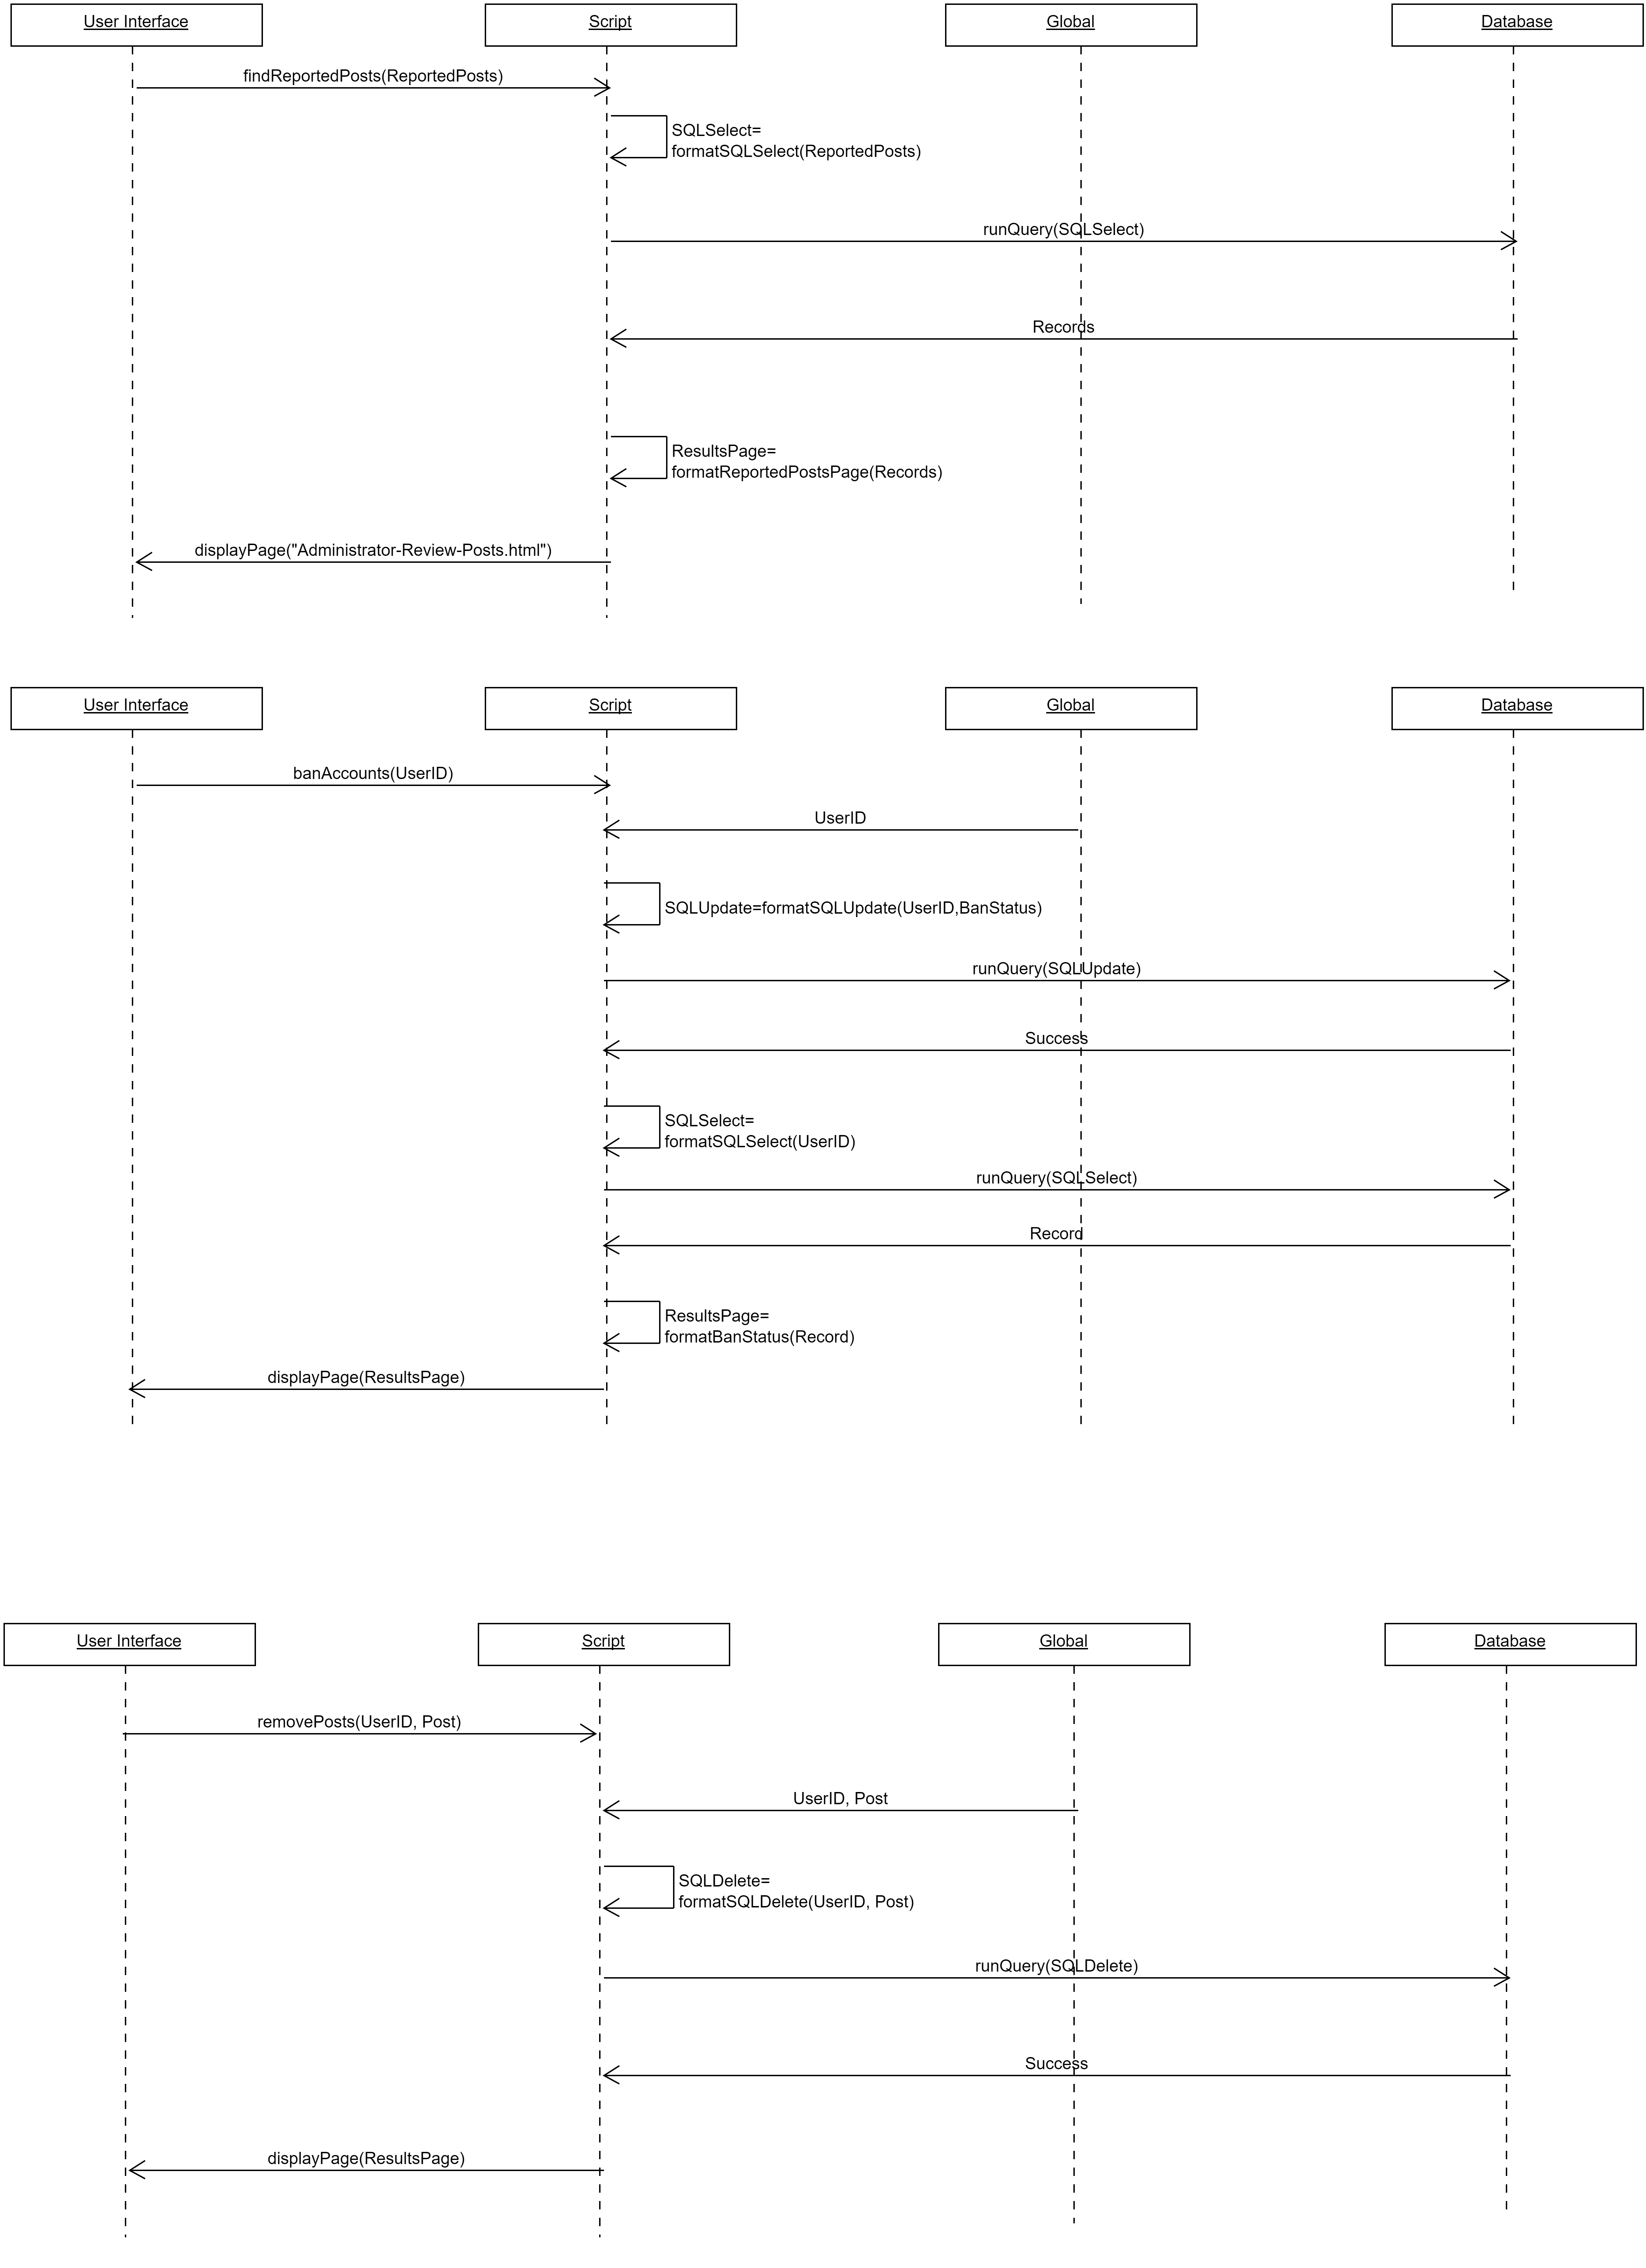 User Interface
Script
Global
Database
findReportedPosts(ReportedPosts)
SQLSelect=
formatSQLSelect(ReportedPosts)
runQuery(SQLSelect)
Records
ResultsPage=
formatReportedPostsPage(Records)
displayPage("Administrator-Review-Posts.html")
User Interface
Script
Global
Database
banAccounts(UserID)
UserID
SQLUpdate=formatSQLUpdate(UserID,BanStatus)
runQuery(SQLUpdate)
Success
SQLSelect=
formatSQLSelect(UserID)
runQuery(SQLSelect)
Record
ResultsPage=
formatBanStatus(Record)
displayPage(ResultsPage)
User Interface
Script
Global
Database
removePosts(UserID, Post)
UserID, Post
SQLDelete=
formatSQLDelete(UserID, Post)
runQuery(SQLDelete)
Success
displayPage(ResultsPage)